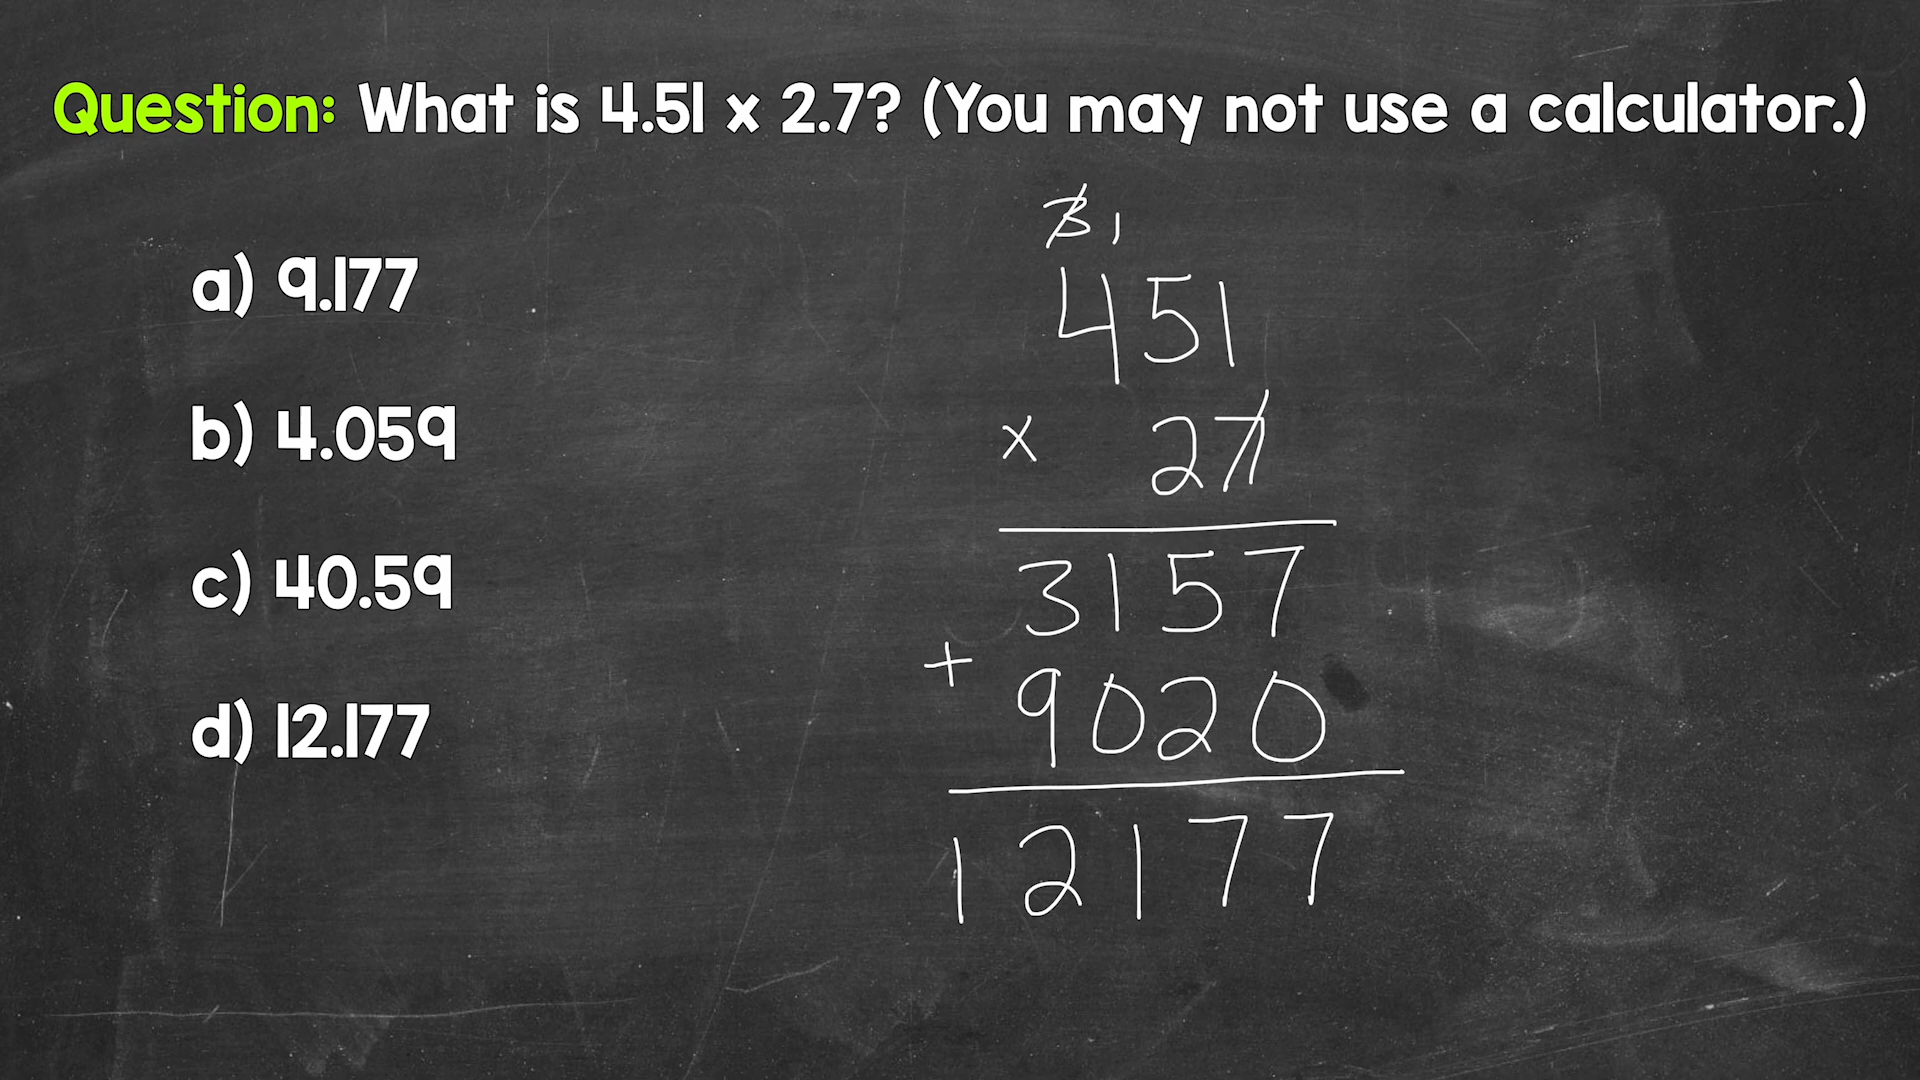 Question: What is 4.51 x 2.7? (You may not use a calculator.)
a) 9.177
b) 4.059
c) 40.59
d) 12.177
3 1
451
x 27
3157
+ 9020
12177